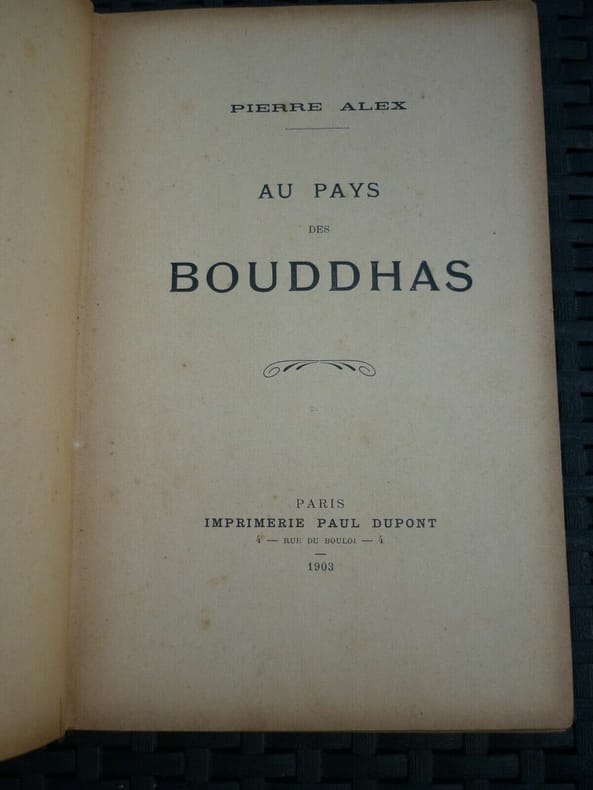 PIERRE ALEX
AU PAYS
DES
BOUDDHAS
PARIS
IMPRIMERIE PAUL DUPONT
4 — RUE DU BOULOI — 4
1903